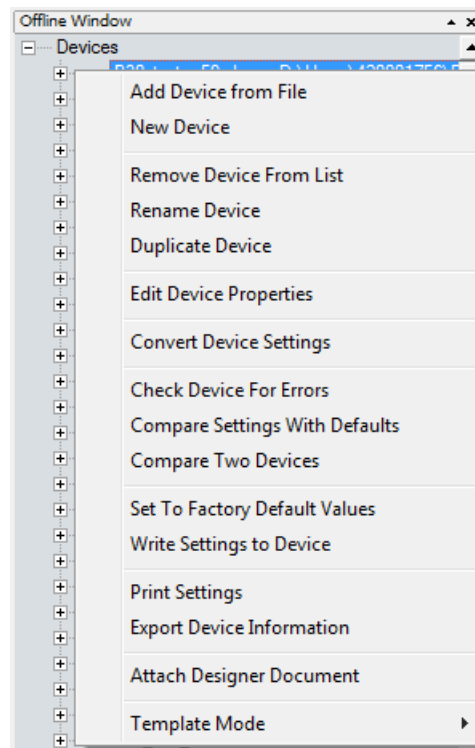 Offline Window
Devices
Add Device from File
New Device
Remove Device From List
Rename Device
Duplicate Device
Edit Device Properties
Convert Device Settings
Check Device For Errors
Compare Settings With Defaults
Compare Two Devices
Set To Factory Default Values
Write Settings to Device
Print Settings
Export Device Information
Attach Designer Document
Template Mode